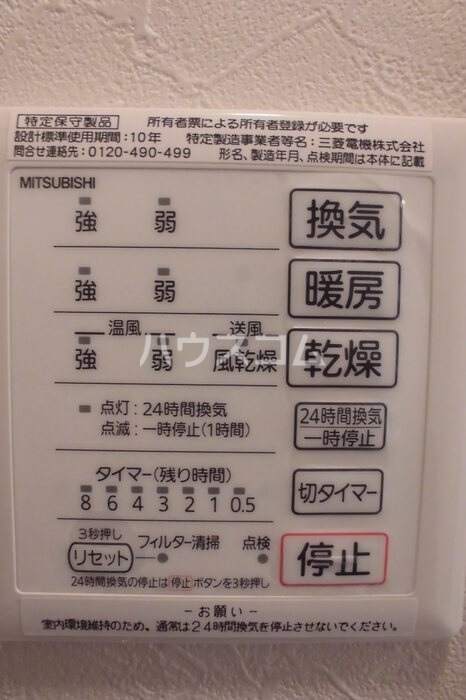 特定保守製品 所有者票による所有者登録が必要です
設計標準使用期間:10年 特定製造事業者等名:三菱電機株式会社
問合せ連絡先:0120-490-499 形名、製造年月、点検期間は本体に記載
MITSUBISHI
強 弱 換気
強 弱 暖房
温風 送風
強 弱 風乾燥 乾燥
ハウスコム
点灯:24時間換気
点滅:一時停止(1時間)
24時間換気
一時停止
タイマー(残り時間)
8 6 4 3 2 1 0.5
切タイマー
3秒押し
リセット フィルター清掃 点検
停止
24時間換気の停止は停止ボタンを3秒押し
－お願い－
室内環境維持のため、通常は24時間換気を停止させないでください。